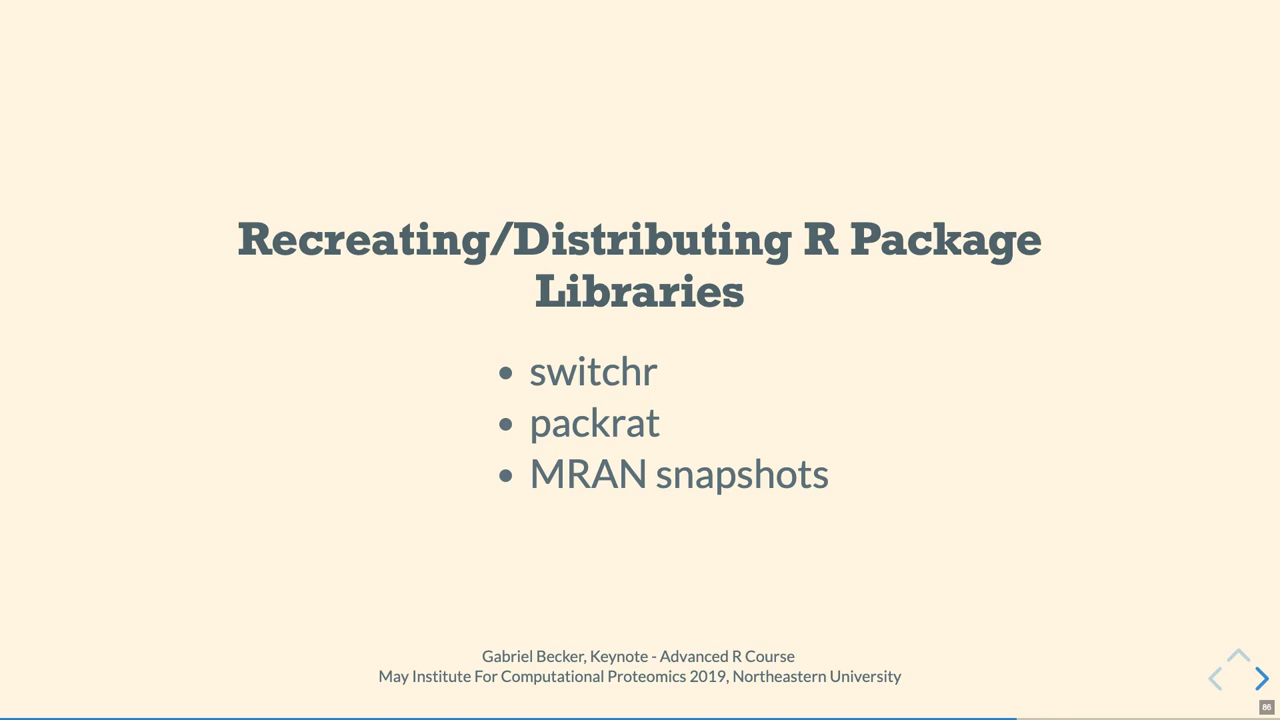 Recreating/Distributing R Package
Libraries
• switchr
• packrat
• MRAN snapshots
Gabriel Becker, Keynote - Advanced R Course
May Institute For Computational Proteomics 2019, Northeastern University
86